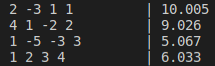 2 -3 1 1 | 10.005
4 1 -2 2 | 9.026
1 -5 -3 3 | 5.067
1 2 3 4 | 6.033